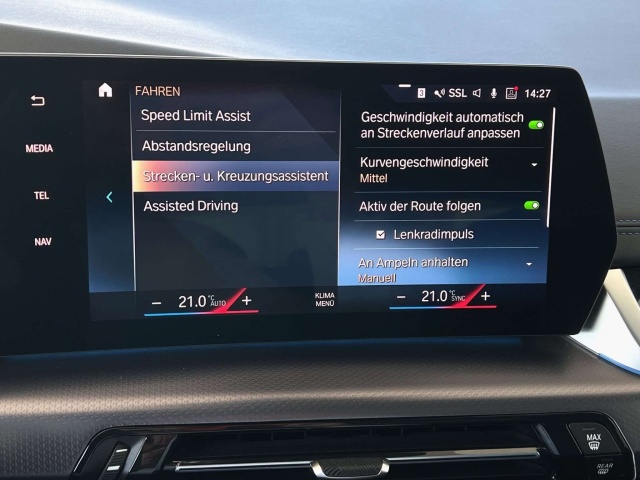 3 SSL 14:27
MEDIA
TEL
NAV
FAHREN
Speed Limit Assist
Abstandsregelung
Strecken- u. Kreuzungsassistent
Assisted Driving
Geschwindigkeit automatisch
an Streckenverlauf anpassen
Kurvengeschwindigkeit
Mittel
Aktiv der Route folgen
Lenkradimpuls
An Ampeln anhalten
Manuell
− 21.0 °C AUTO +
KLIMA
MENÜ
− 21.0 °C SYNC +
MAX
REAR